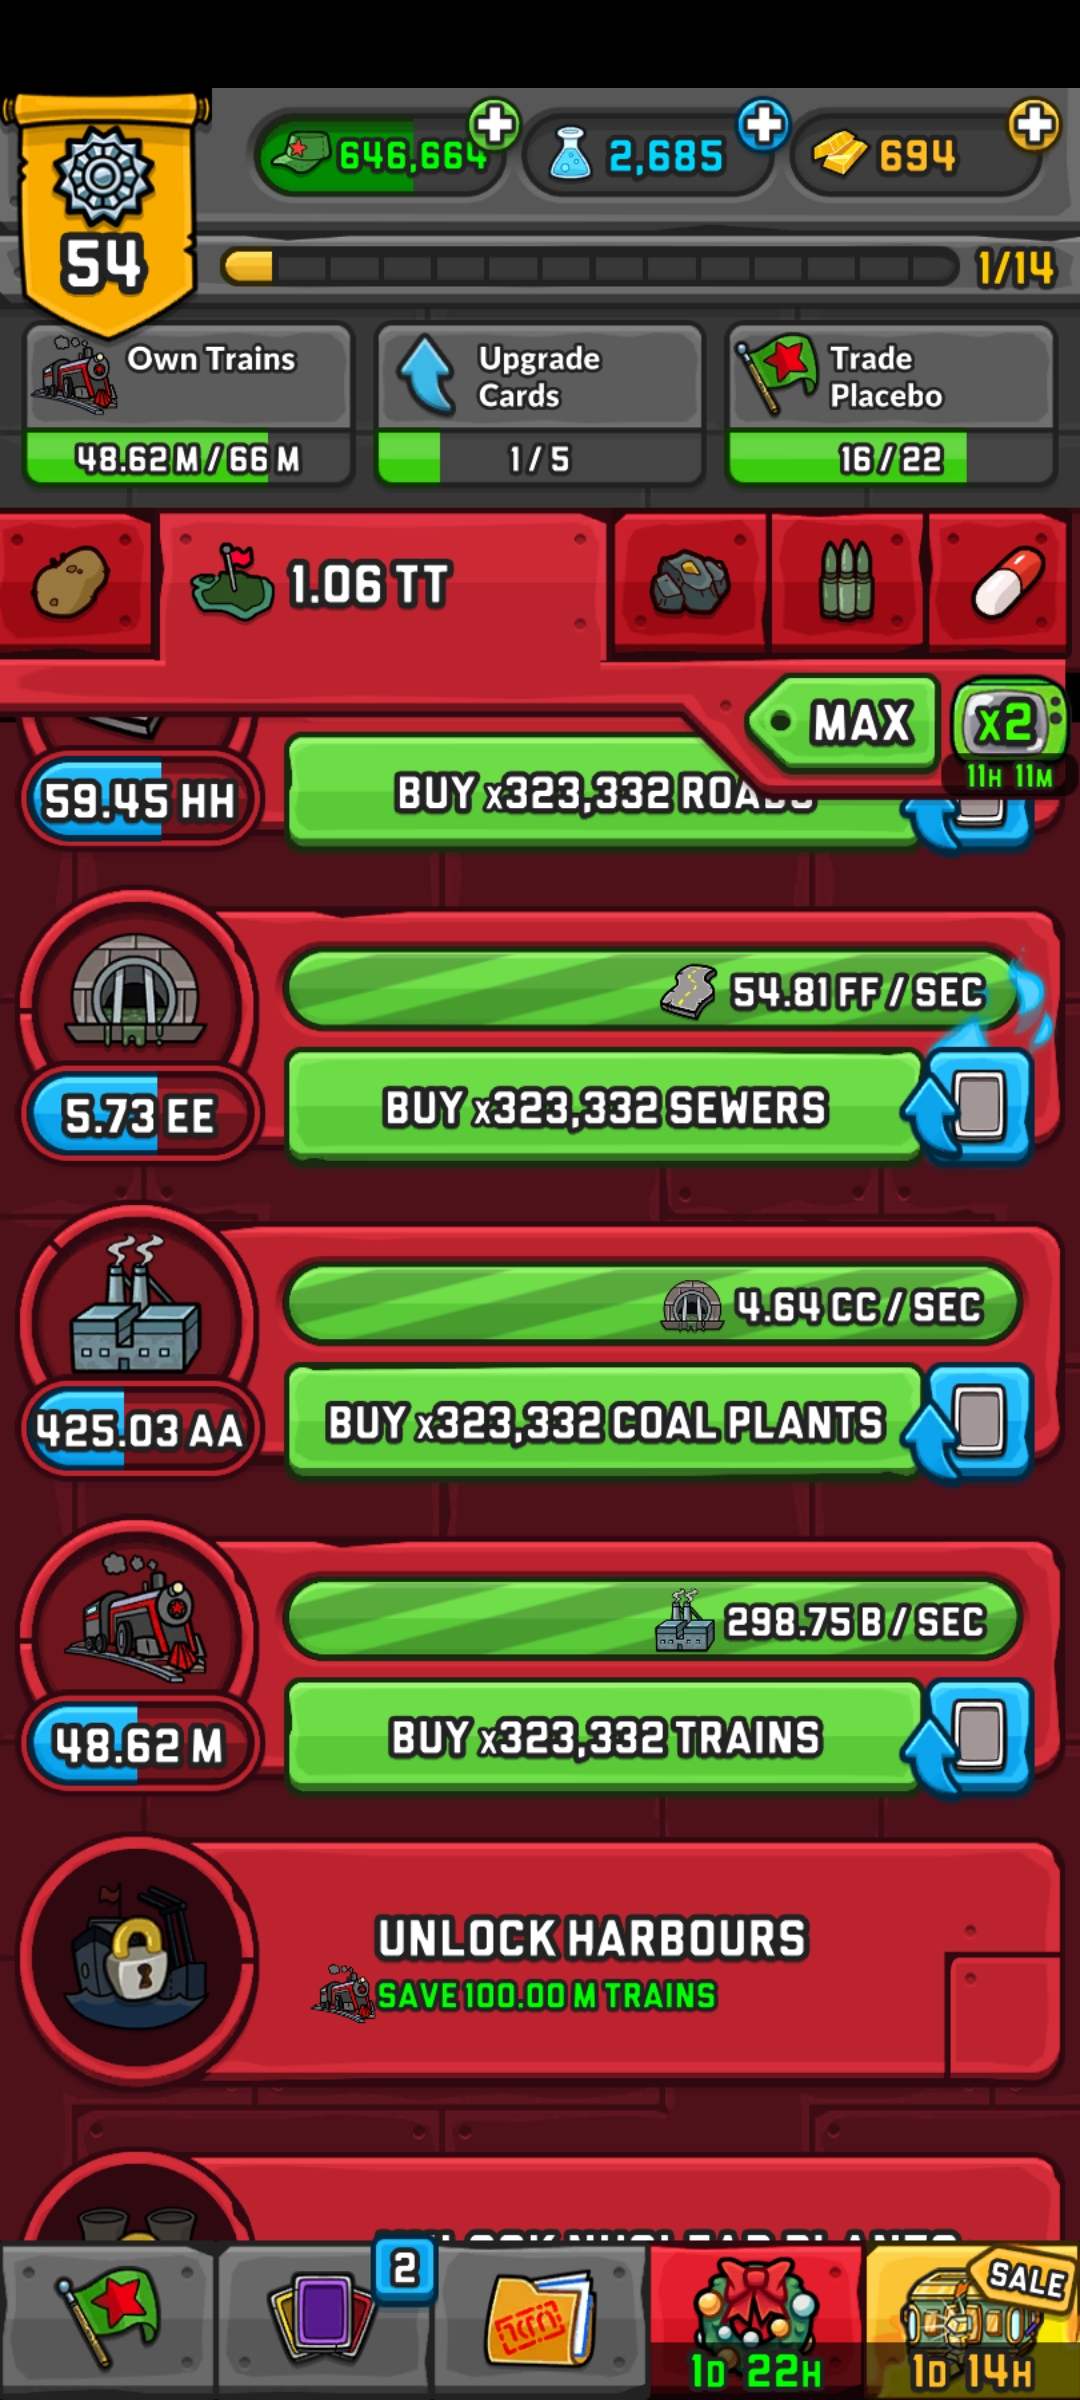 646,664
2,685
694
54
1/14
Own Trains
48.62 M / 66 M
Upgrade
Cards
1 / 5
Trade
Placebo
16 / 22
1.06 TT
MAX
x2
11H 11M
59.45 HH
BUY x323,332 ROADS
54.81 FF / SEC
5.73 EE
BUY x323,332 SEWERS
4.64 CC / SEC
425.03 AA
BUY x323,332 COAL PLANTS
298.75 B / SEC
48.62 M
BUY x323,332 TRAINS
UNLOCK HARBOURS
SAVE 100.00 M TRAINS
UNLOCK NUCLEAR PLANTS
2
SALE
1D 22H
1D 14H